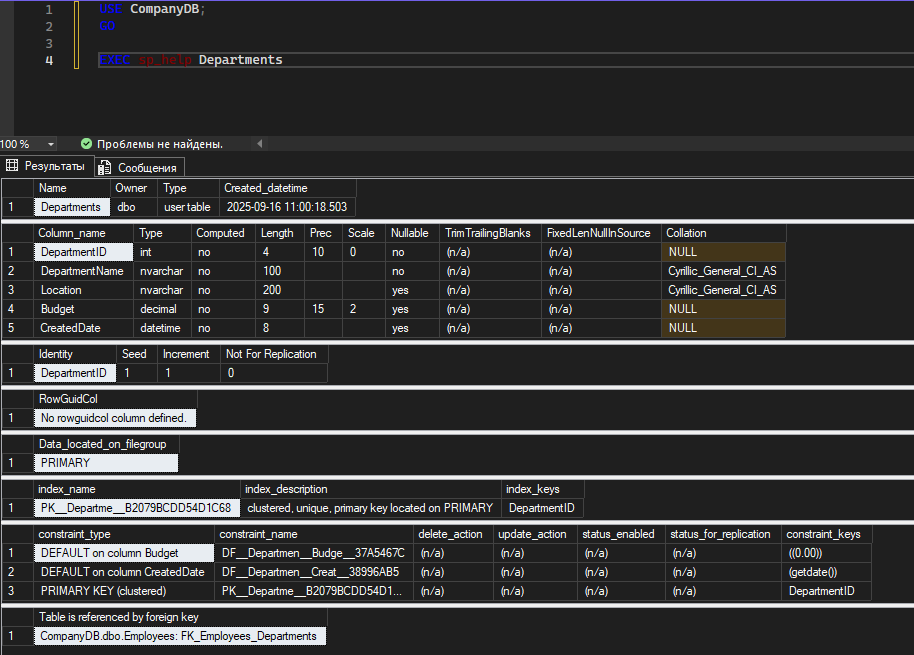 1 USE CompanyDB;
2 GO
3
4 EXEC sp_help Departments
100 % Проблемы не найдены.
Результаты Сообщения
Name Owner Type Created_datetime
1 Departments dbo user table 2025-09-16 11:00:18.503
Column_name Type Computed Length Prec Scale Nullable TrimTrailingBlanks FixedLenNullInSource Collation
1 DepartmentID int no 4 10 0 no (n/a) (n/a) NULL
2 DepartmentName nvarchar no 100 no (n/a) (n/a) Cyrillic_General_CI_AS
3 Location nvarchar no 200 yes (n/a) (n/a) Cyrillic_General_CI_AS
4 Budget decimal no 9 15 2 yes (n/a) (n/a) NULL
5 CreatedDate datetime no 8 yes (n/a) (n/a) NULL
Identity Seed Increment Not For Replication
1 DepartmentID 1 1 0
RowGuidCol
1 No rowguidcol column defined.
Data_located_on_filegroup
1 PRIMARY
index_name index_description index_keys
1 PK__Departme__B2079BCDD54D1C68 clustered, unique, primary key located on PRIMARY DepartmentID
constraint_type constraint_name delete_action update_action status_enabled status_for_replication constraint_keys
1 DEFAULT on column Budget DF__Departmen__Budge__37A5467C (n/a) (n/a) (n/a) (n/a) ((0.00))
2 DEFAULT on column CreatedDate DF__Departmen__Creat__38996AB5 (n/a) (n/a) (n/a) (n/a) (getdate())
3 PRIMARY KEY (clustered) PK__Departme__B2079BCDD54D1... (n/a) (n/a) (n/a) (n/a) DepartmentID
Table is referenced by foreign key
1 CompanyDB.dbo.Employees: FK_Employees_Departments